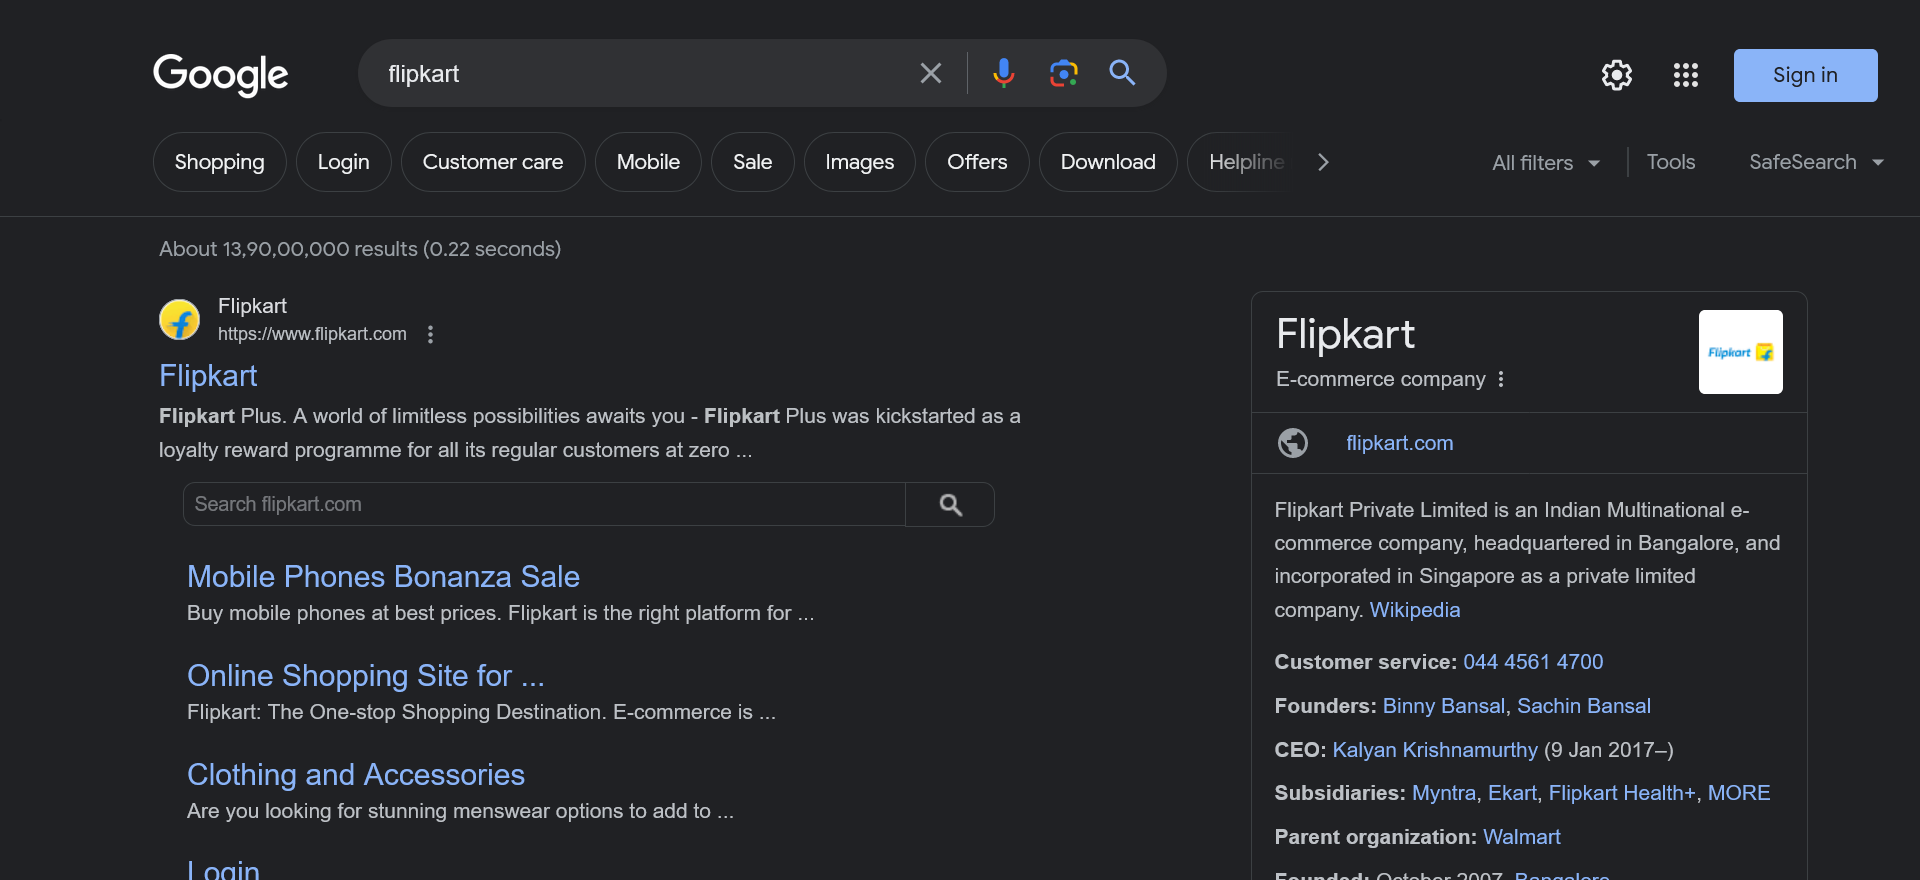 Google
flipkart
Sign in
Shopping
Login
Customer care
Mobile
Sale
Images
Offers
Download
Helpline
All filters
Tools
SafeSearch
About 13,90,00,000 results (0.22 seconds)
Flipkart
https://www.flipkart.com
Flipkart
Flipkart Plus. A world of limitless possibilities awaits you - Flipkart Plus was kickstarted as a
loyalty reward programme for all its regular customers at zero ...
Search flipkart.com
Mobile Phones Bonanza Sale
Buy mobile phones at best prices. Flipkart is the right platform for ...
Online Shopping Site for ...
Flipkart: The One-stop Shopping Destination. E-commerce is ...
Clothing and Accessories
Are you looking for stunning menswear options to add to ...
Login
Flipkart
E-commerce company
Flipkart
flipkart.com
Flipkart Private Limited is an Indian Multinational e-
commerce company, headquartered in Bangalore, and
incorporated in Singapore as a private limited
company. Wikipedia
Customer service: 044 4561 4700
Founders: Binny Bansal, Sachin Bansal
CEO: Kalyan Krishnamurthy (9 Jan 2017–)
Subsidiaries: Myntra, Ekart, Flipkart Health+, MORE
Parent organization: Walmart
Founded: October 2007, Bangalore